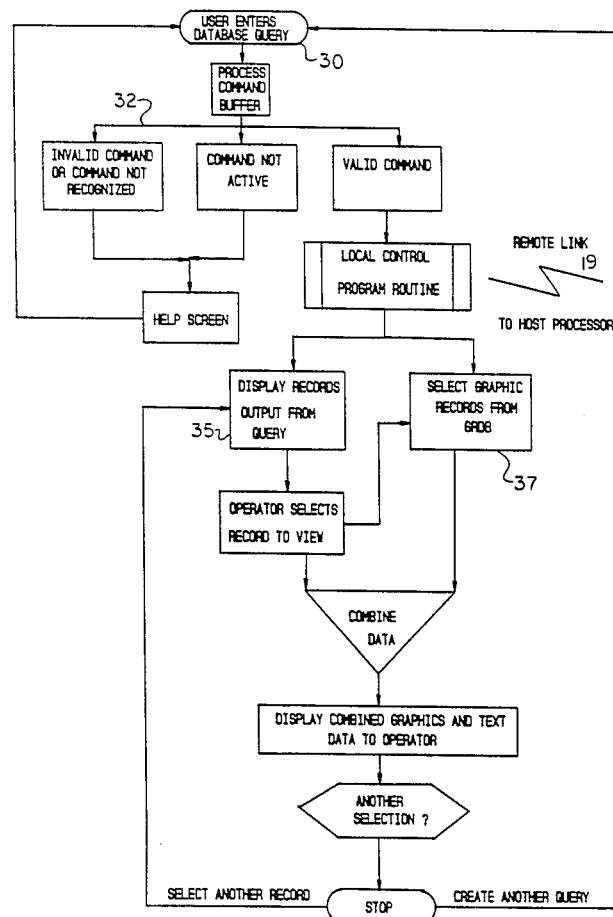 USER ENTERS
DATABASE QUERY
30
PROCESS
COMMAND
BUFFER
32
INVALID COMMAND
OR COMMAND NOT
RECOGNIZED
COMMAND NOT
ACTIVE
VALID COMMAND
LOCAL CONTROL
PROGRAM ROUTINE
REMOTE LINK
19
TO HOST PROCESSOR
HELP SCREEN
DISPLAY RECORDS
OUTPUT FROM
QUERY
35
SELECT GRAPHIC
RECORDS FROM
GRDB
37
OPERATOR SELECTS
RECORD TO VIEW
COMBINE
DATA
DISPLAY COMBINED GRAPHICS AND TEXT
DATA TO OPERATOR
ANOTHER
SELECTION ?
SELECT ANOTHER RECORD
STOP
CREATE ANOTHER QUERY